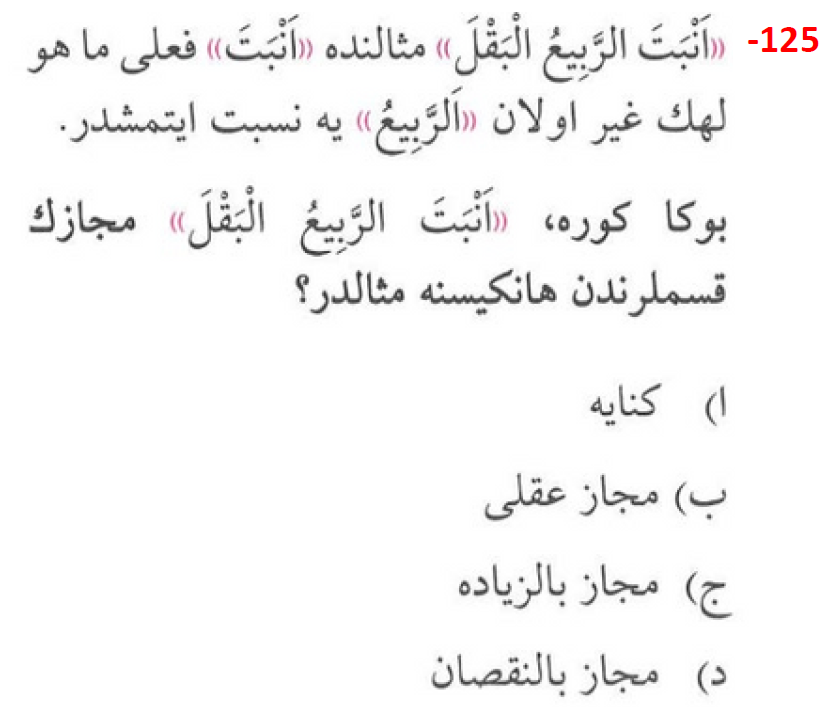 125- «اَنْبَتَ الرَّبِيعُ الْبَقْلَ» مثالنده «اَنْبَتَ» فعلى ما هو
لهك غير اولان «اَلرَّبِيعُ» يه نسبت ايتمشدر.
بوكا كوره، «اَنْبَتَ الرَّبِيعُ الْبَقْلَ» مجازك
قسملرندن هانكيسنه مثالدر؟
ا) كنايه
ب) مجاز عقلى
ج) مجاز بالزياده
د) مجاز بالنقصان